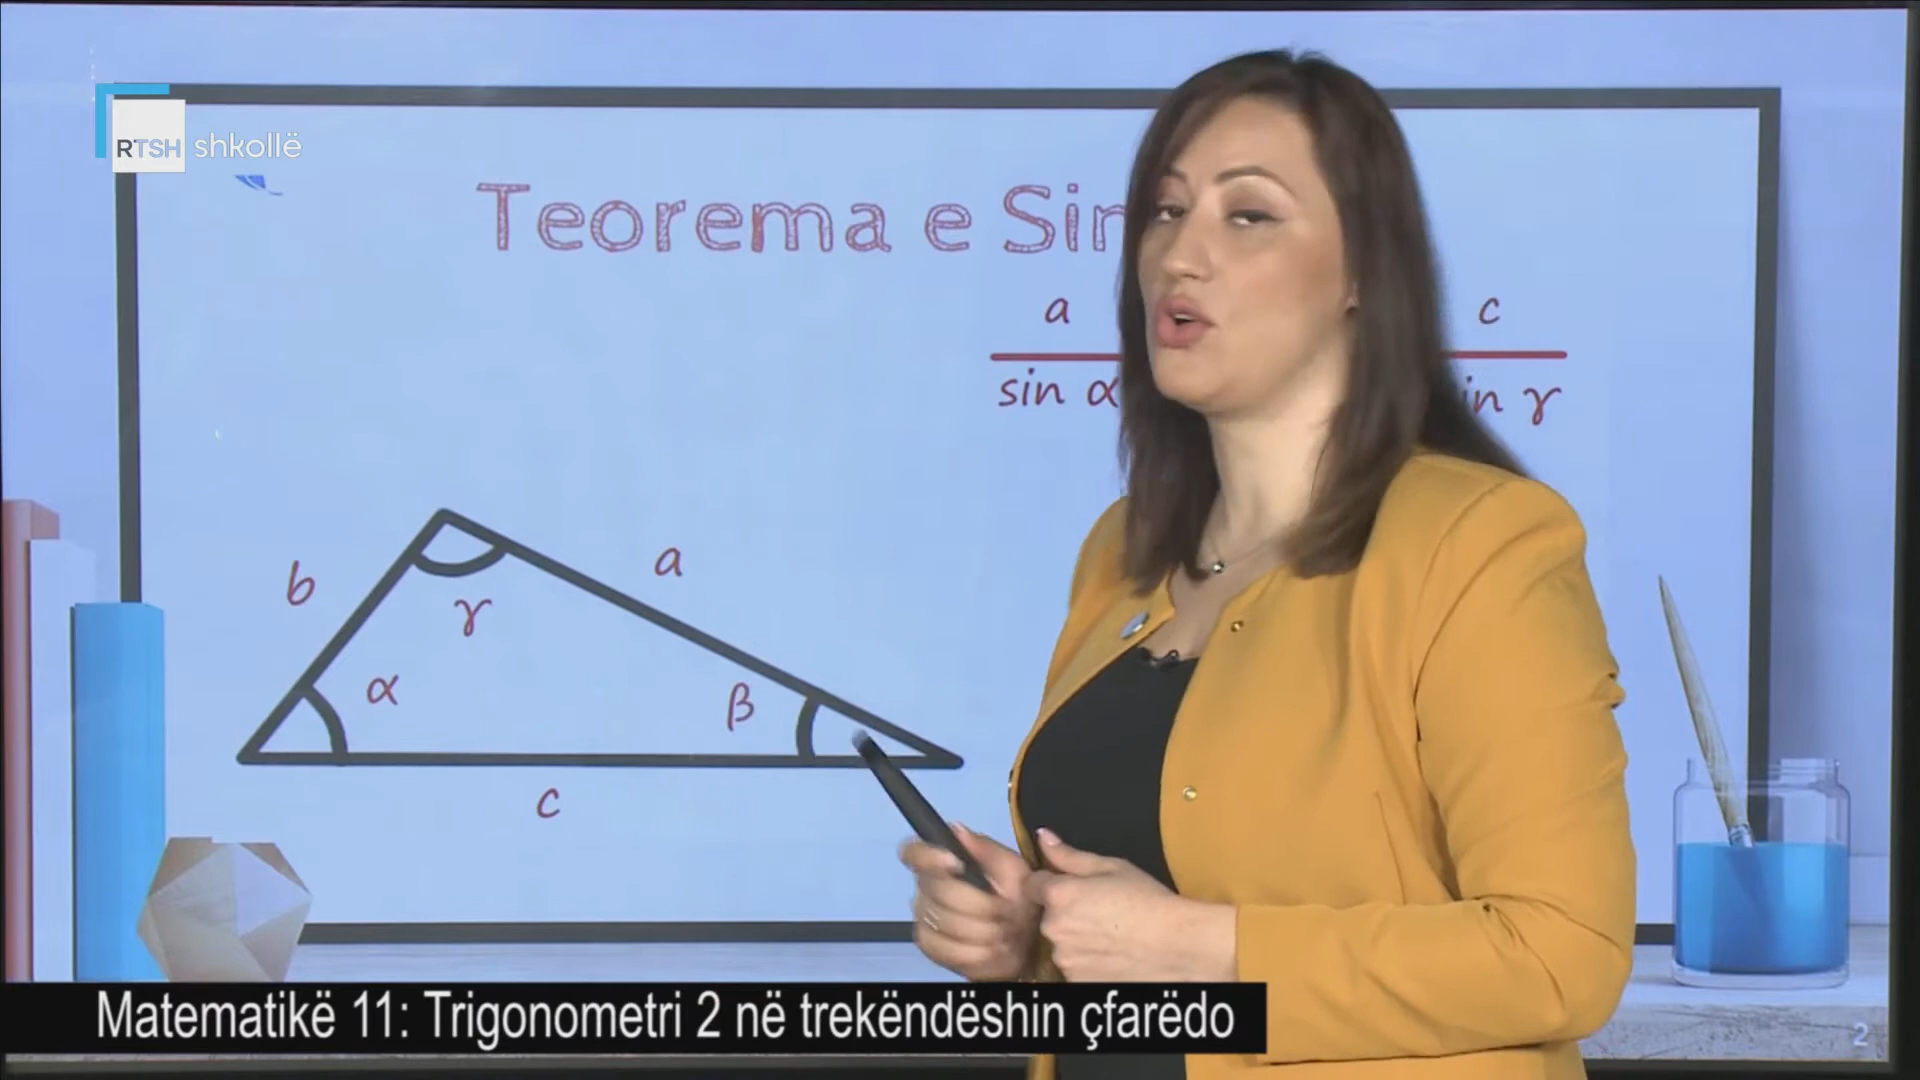 RTSH shkollë
Teorema e Sin
a
c
sin α
in γ
b
a
γ
α
β
c
Matematikë 11: Trigonometri 2 në trekëndëshin çfarëdo
2